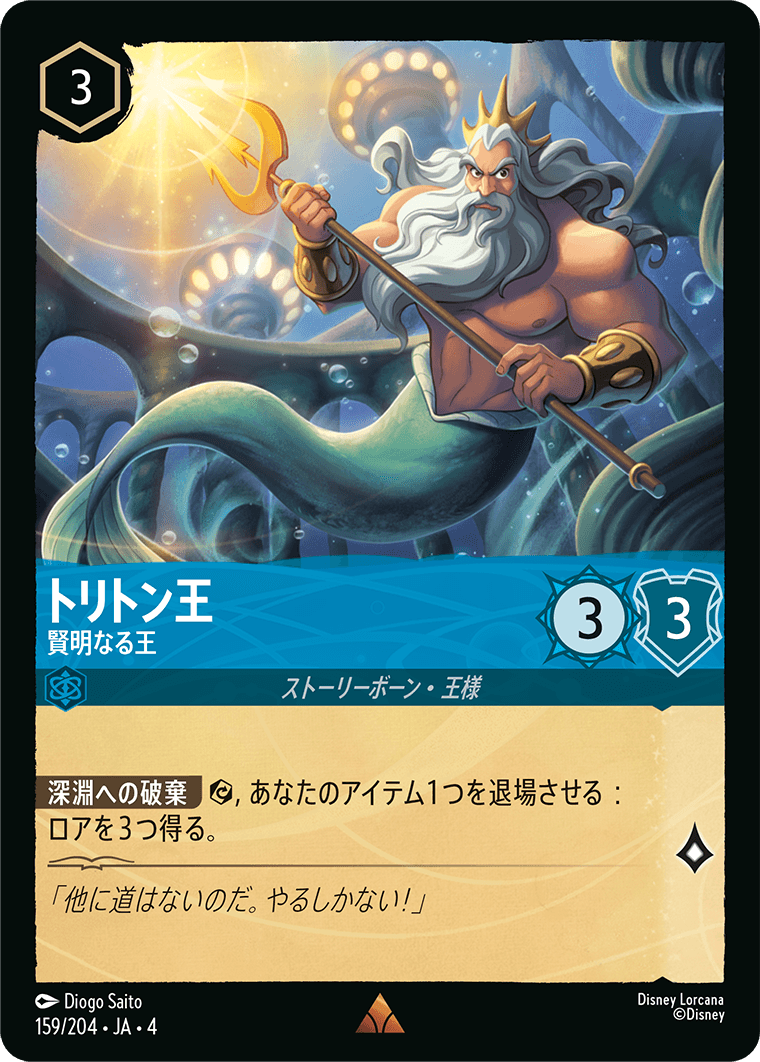 3
トリトン王
賢明なる王
3 3
ストーリーボーン・王様
深淵への破棄 , あなたのアイテム1つを退場させる：
ロアを3つ得る。
「他に道はないのだ。やるしかない！」
Diogo Saito
159/204・JA・4
Disney Lorcana
©Disney